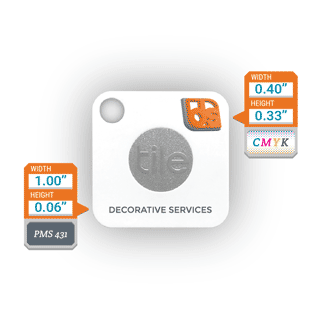 WIDTH
0.40"
HEIGHT
0.33"
CMYK
tile
WIDTH
1.00"
HEIGHT
0.06"
PMS 431
DECORATIVE SERVICES